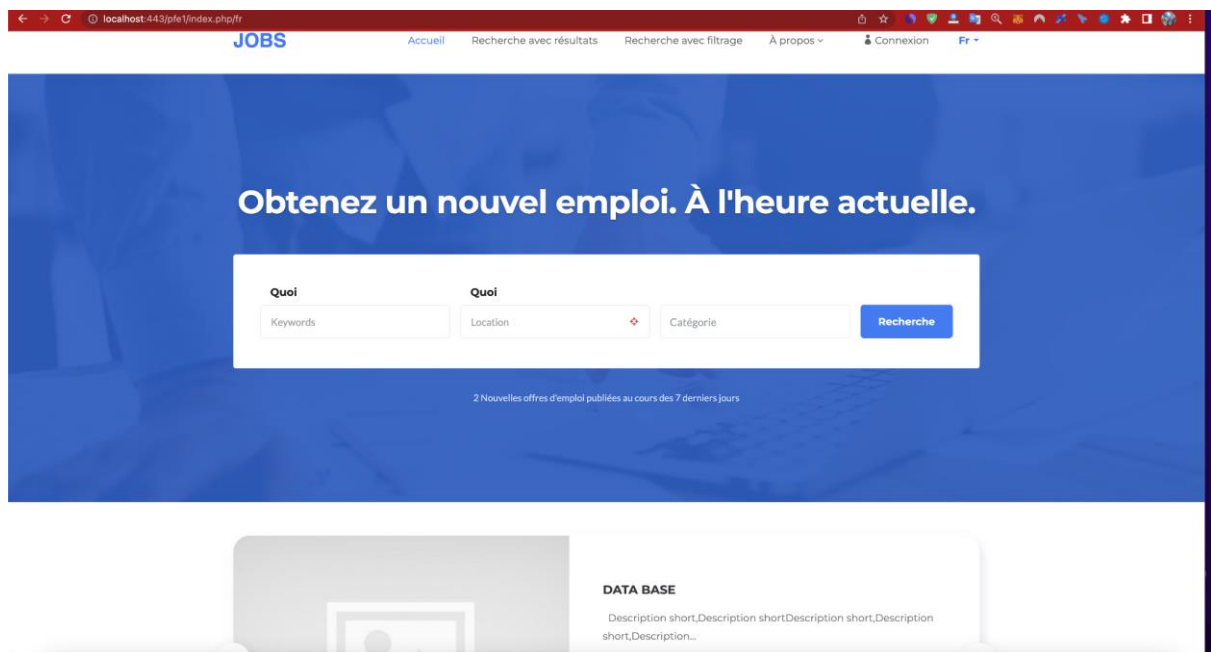 localhost:443/pfe1/index.php/fr
JOBS Accueil Recherche avec résultats Recherche avec filtrage À propos Connexion Fr
Obtenez un nouvel emploi. À l'heure actuelle.
Quoi Quoi
Keywords Location Catégorie Recherche
2 Nouvelles offres d'emploi publiées au cours des 7 derniers jours
DATA BASE
Description short,Description shortDescription short,Description
short,Description...